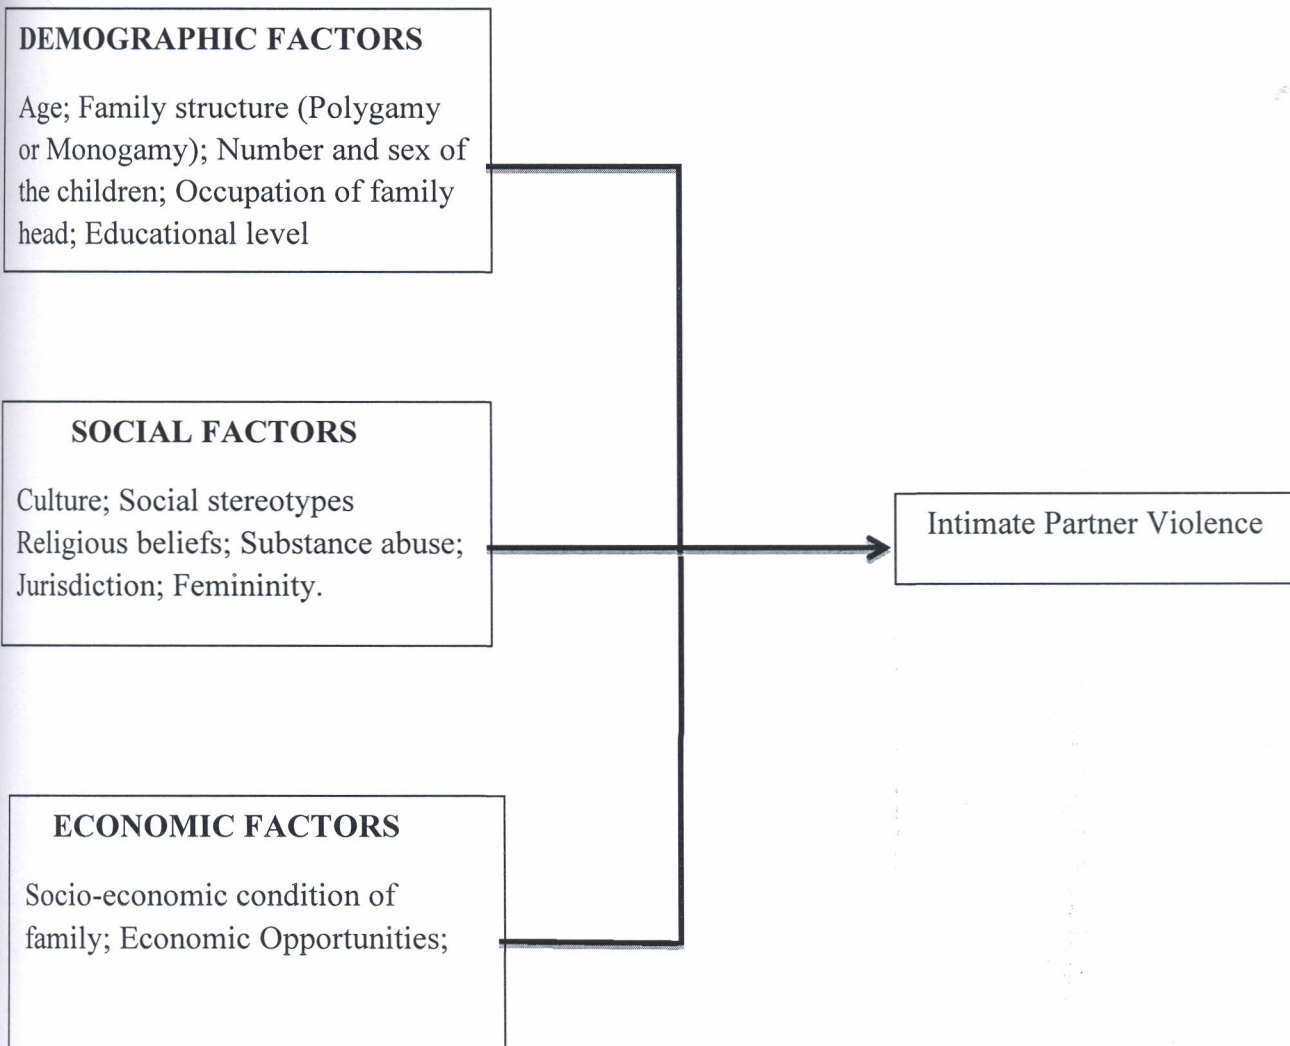 DEMOGRAPHIC FACTORS
Age; Family structure (Polygamy
or Monogamy); Number and sex of
the children; Occupation of family
head; Educational level
SOCIAL FACTORS
Culture; Social stereotypes
Religious beliefs; Substance abuse;
Jurisdiction; Femininity.
Intimate Partner Violence
ECONOMIC FACTORS
Socio-economic condition of
family; Economic Opportunities;